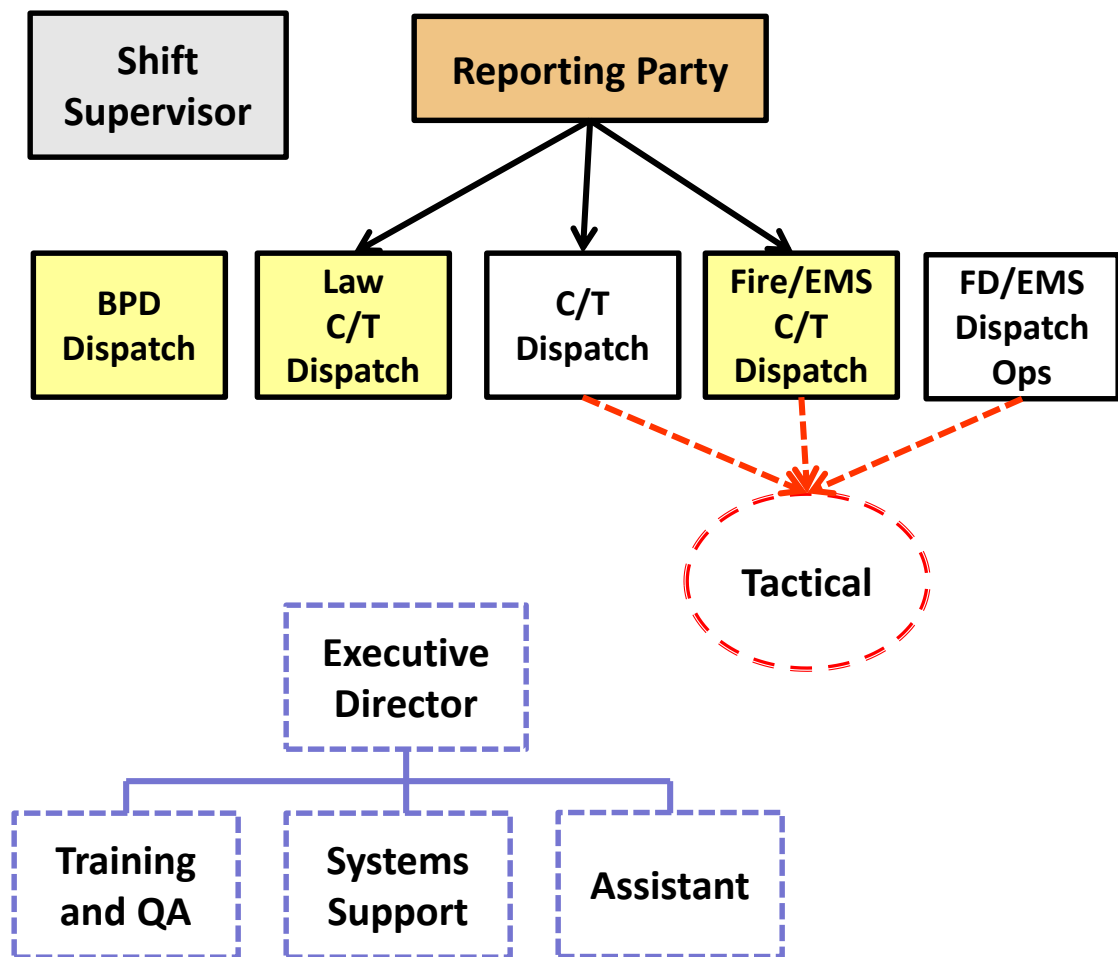 Shift
Supervisor
Reporting Party
BPD
Dispatch
Law
C/T
Dispatch
C/T
Dispatch
Fire/EMS
C/T
Dispatch
FD/EMS
Dispatch
Ops
Tactical
Executive
Director
Training
and QA
Systems
Support
Assistant